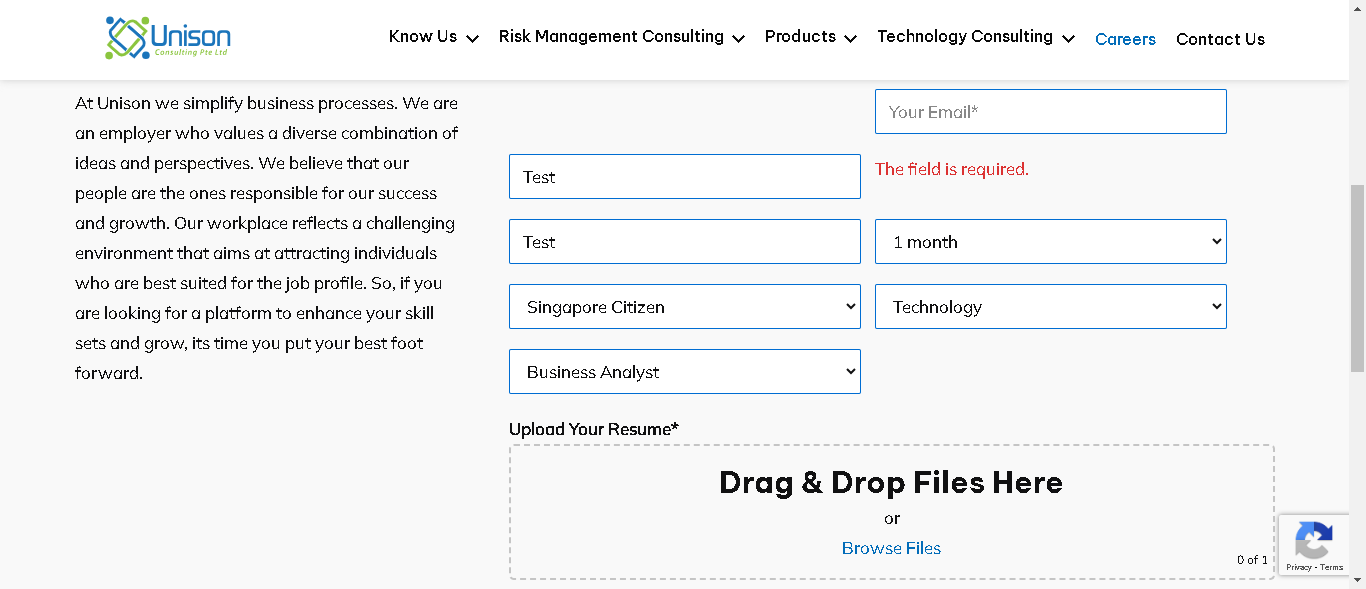 Unison
Consulting Pte Ltd
Know Us
Risk Management Consulting
Products
Technology Consulting
Careers
Contact Us
At Unison we simplify business processes. We are
an employer who values a diverse combination of
ideas and perspectives. We believe that our
people are the ones responsible for our success
and growth. Our workplace reflects a challenging
environment that aims at attracting individuals
who are best suited for the job profile. So, if you
are looking for a platform to enhance your skill
sets and grow, its time you put your best foot
forward.
Your Email*
Test
The field is required.
Test
1 month
Singapore Citizen
Technology
Business Analyst
Upload Your Resume*
Drag & Drop Files Here
or
Browse Files
0 of 1
Privacy - Terms